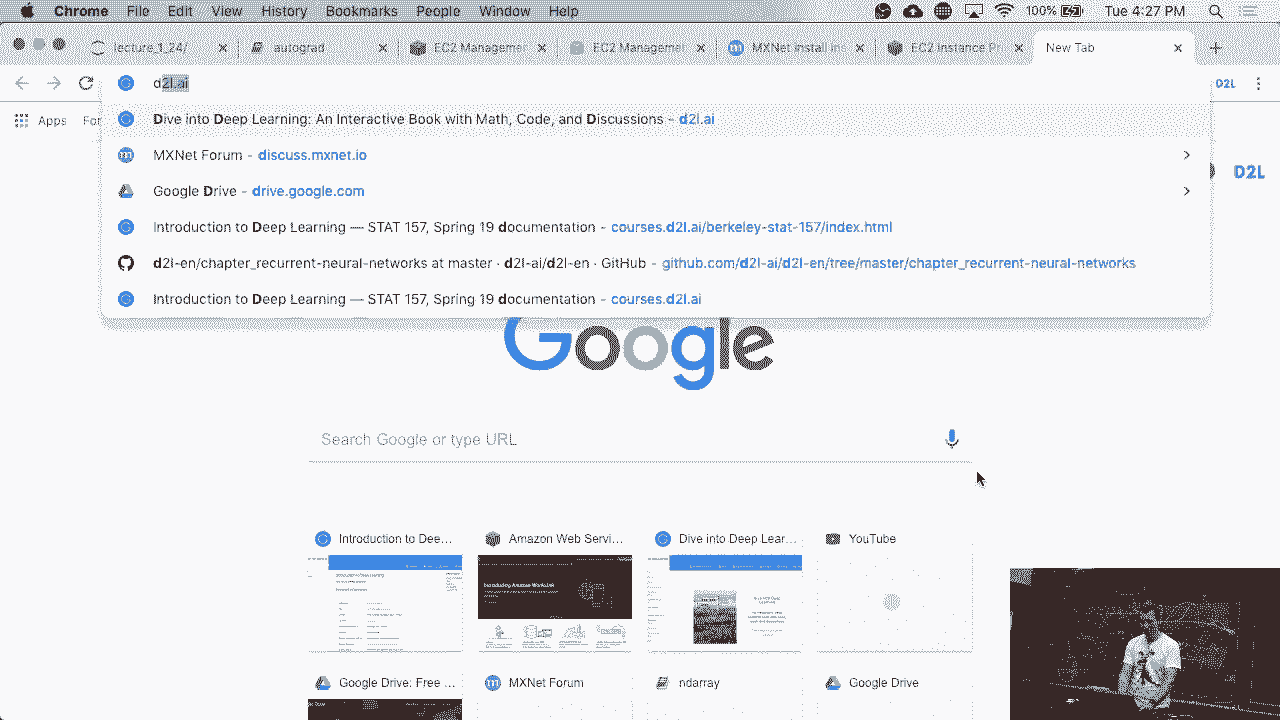 Chrome File Edit View History Bookmarks People Window Help 100% Tue 4:27 PM
lecture_1_24/ autograd EC2 Managemen EC2 Managemen MXNet install ins EC2 Instance P New Tab
d2l.ai D2L
Apps For
Dive into Deep Learning: An Interactive Book with Math, Code, and Discussions - d2l.ai
MXNet Forum - discuss.mxnet.io
Google Drive - drive.google.com D2L
Introduction to Deep Learning — STAT 157, Spring 19 documentation - courses.d2l.ai/berkeley-stat-157/index.html
d2l-en/chapter_recurrent-neural-networks at master · d2l-ai/d2l-en · GitHub - github.com/d2l-ai/d2l-en/tree/master/chapter_recurrent-neural-networks
Introduction to Deep Learning — STAT 157, Spring 19 documentation - courses.d2l.ai
Google
Search Google or type URL
Introduction to Dee... Amazon Web Servi... Dive into Deep Lear... YouTube
Google Drive: Free ... MXNet Forum ndarray Google Drive